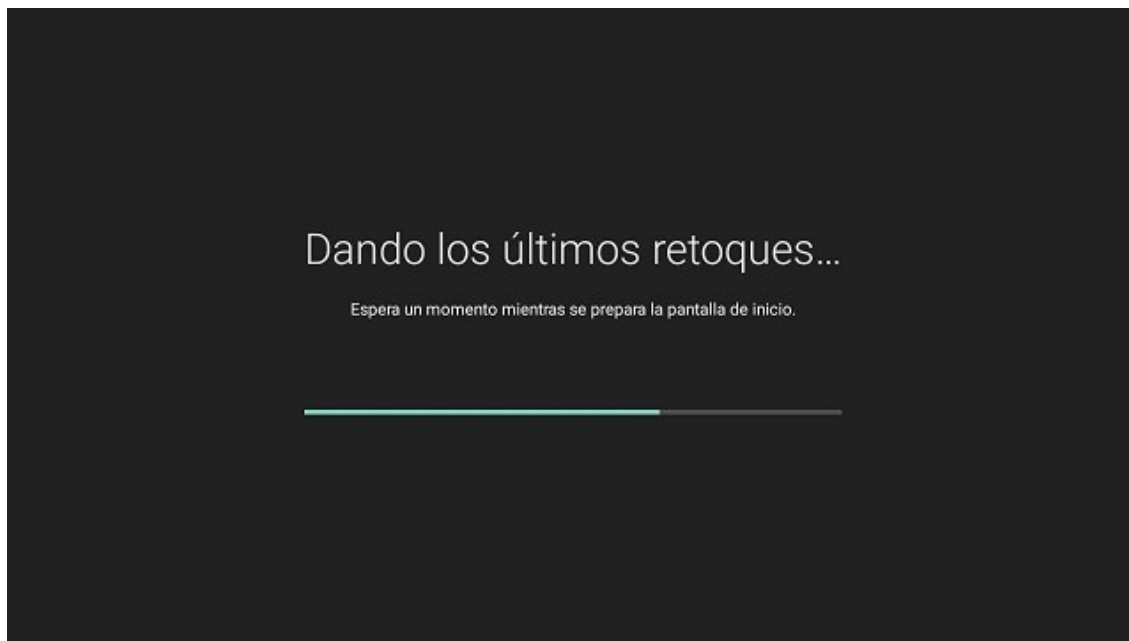 Dando los últimos retoques...
Espera un momento mientras se prepara la pantalla de inicio.